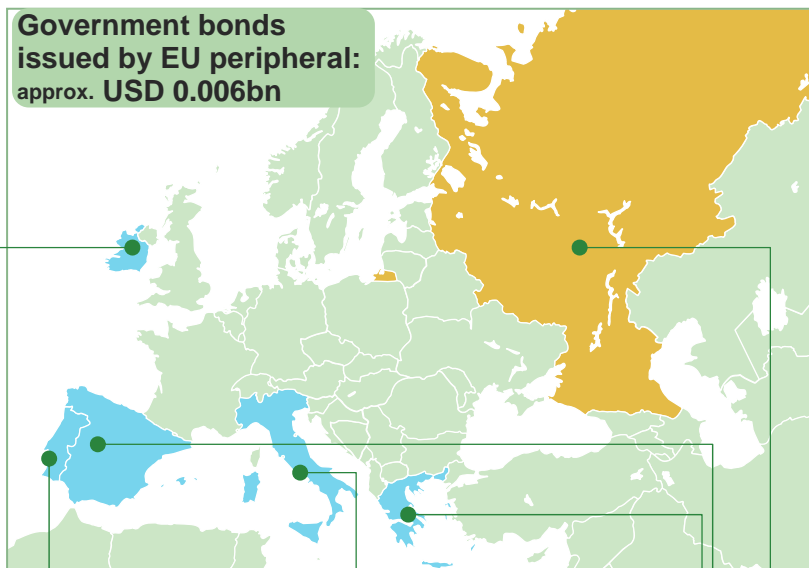 Government bonds
issued by EU peripheral:
approx. USD 0.006bn